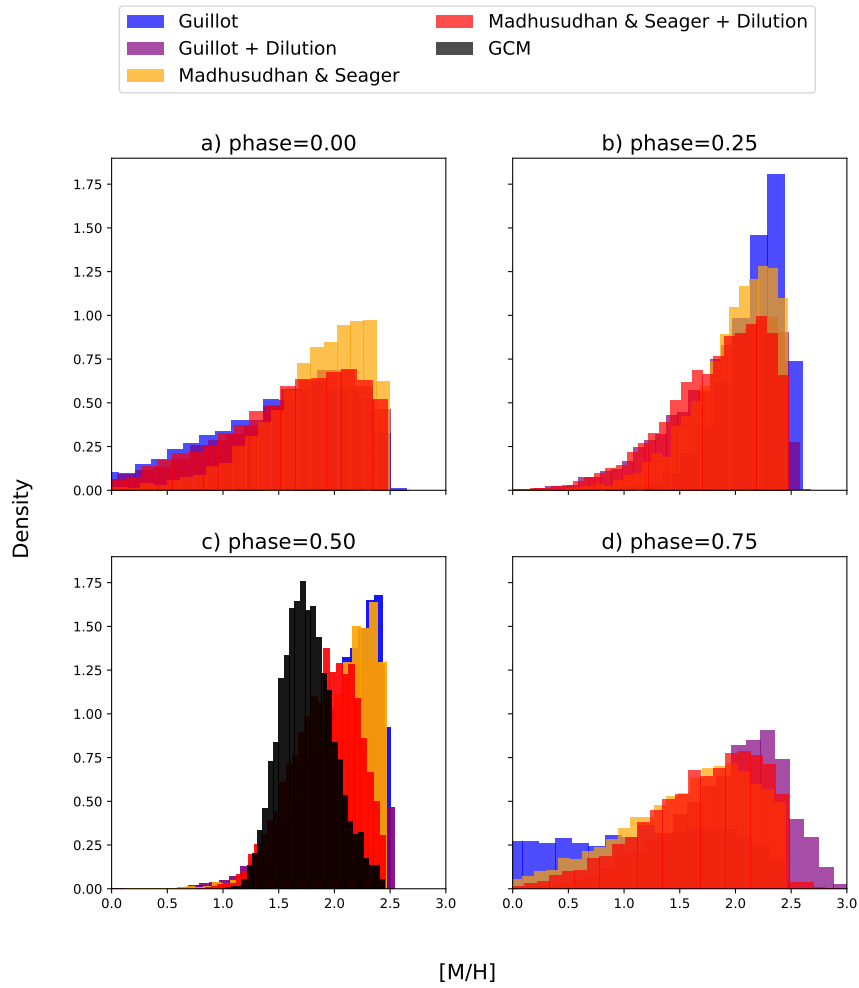 Guillot
Guillot + Dilution
Madhusudhan & Seager
Madhusudhan & Seager + Dilution
GCM
a) phase=0.00
1.75
1.50
1.25
1.00
0.75
0.50
0.25
0.00
b) phase=0.25
Density
c) phase=0.50
1.75
1.50
1.25
1.00
0.75
0.50
0.25
0.00
0.0 0.5 1.0 1.5 2.0 2.5 3.0
d) phase=0.75
0.0 0.5 1.0 1.5 2.0 2.5 3.0
[M/H]